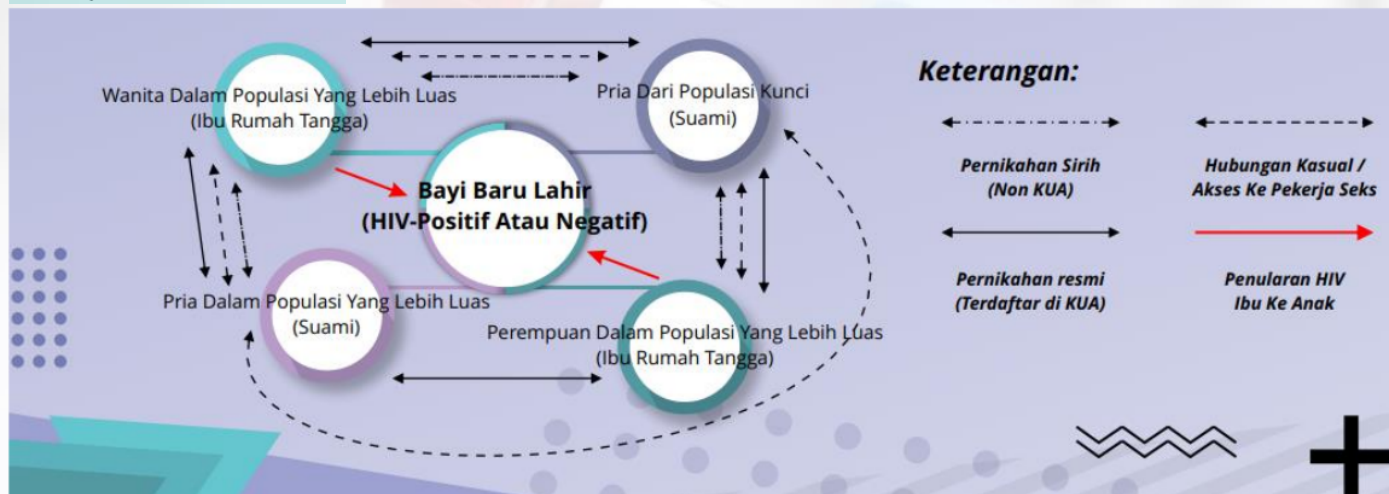 Wanita Dalam Populasi Yang Lebih Luas
(Ibu Rumah Tangga)
Pria Dari Populasi Kunci
(Suami)
Bayi Baru Lahir
(HIV-Positif Atau Negatif)
Pria Dalam Populasi Yang Lebih Luas
(Suami)
Perempuan Dalam Populasi Yang Lebih Luas
(Ibu Rumah Tangga)
Keterangan:
Pernikahan Sirih
(Non KUA)
Hubungan Kasual /
Akses Ke Pekerja Seks
Pernikahan resmi
(Terdaftar di KUA)
Penularan HIV
Ibu Ke Anak